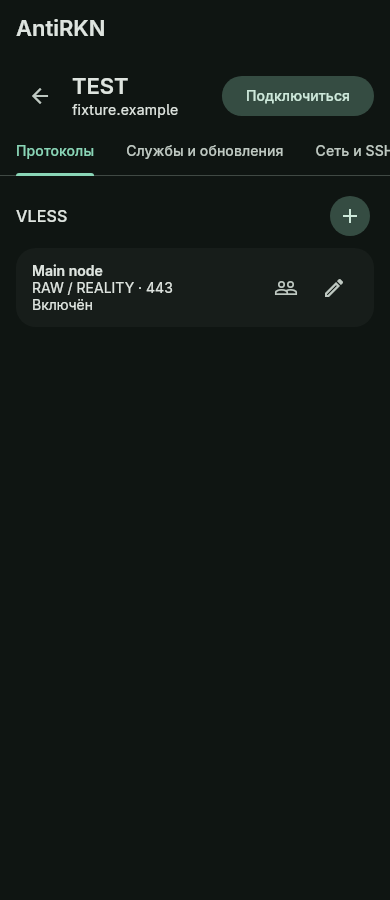 AntiRKN
TEST
fixture.example
Подключиться
Протоколы
Службы и обновления
Сеть и SSH
VLESS
Main node
RAW / REALITY · 443
Включён